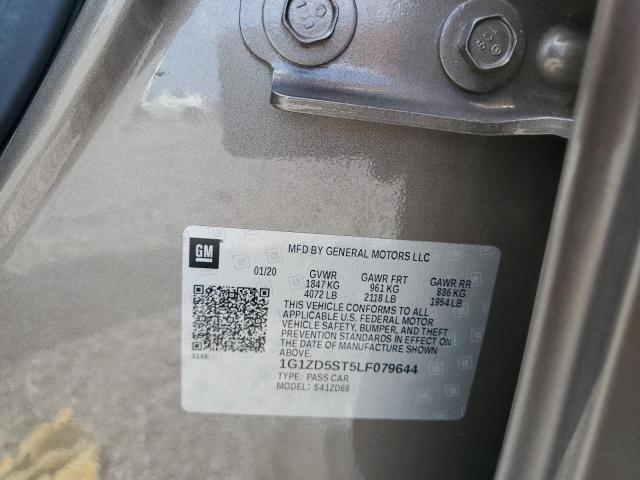 GM
MFD BY GENERAL MOTORS LLC
01/20 GVWR GAWR FRT GAWR RR
1847 KG 961 KG 886 KG
4072 LB 2118 LB 1954 LB
THIS VEHICLE CONFORMS TO ALL
APPLICABLE U.S. FEDERAL MOTOR
VEHICLE SAFETY, BUMPER, AND THEFT
PREVENTION STANDARDS IN EFFECT
ON THE DATE OF MANUFACTURE SHOWN
ABOVE.
316E
1G1ZD5ST5LF079644
TYPE: PASS CAR
MODEL: 541ZD69